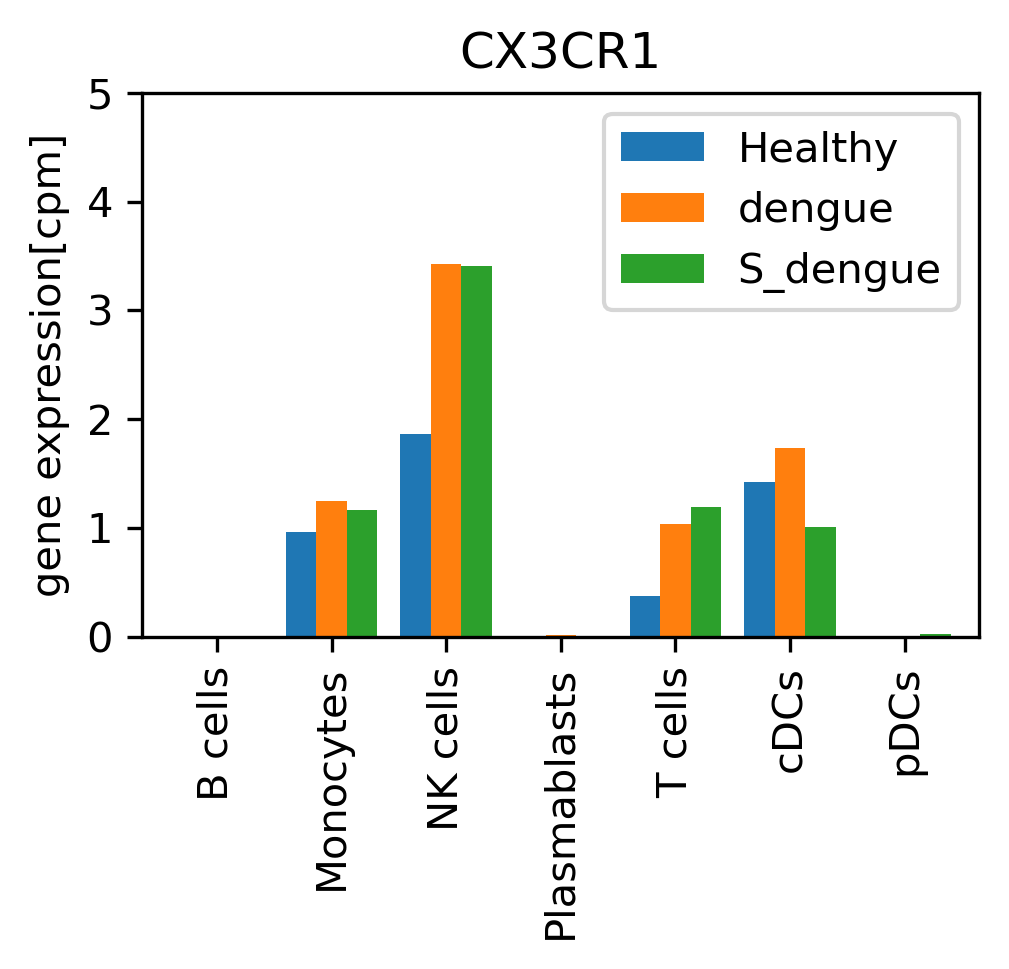 CX3CR1
gene expression[cpm]
5
4
3
2
1
0
Healthy
dengue
S_dengue
B cells
Monocytes
NK cells
Plasmablasts
T cells
cDCs
pDCs